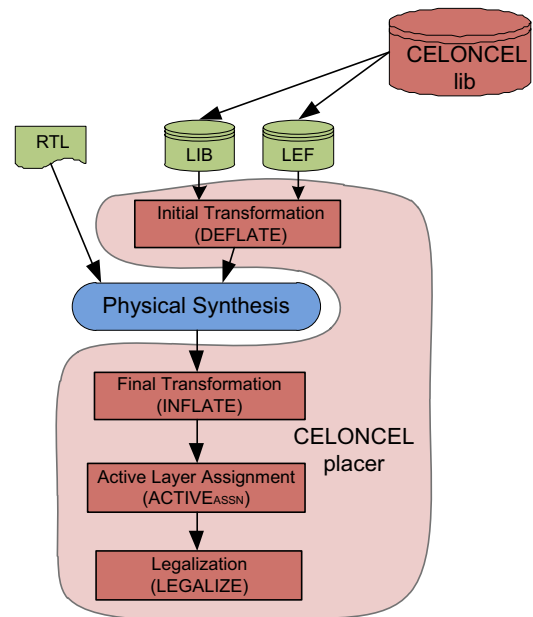 CELONCEL
lib
RTL
LIB
LEF
Initial Transformation
(DEFLATE)
Physical Synthesis
Final Transformation
(INFLATE)
CELONCEL
placer
Active Layer Assignment
(ACTIVEASSN)
Legalization
(LEGALIZE)